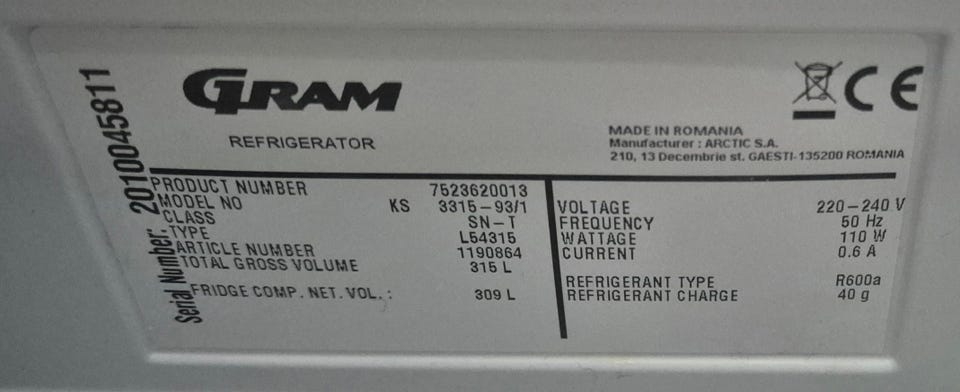 GRAM
REFRIGERATOR
CE
MADE IN ROMANIA
Manufacturer : ARCTIC S.A.
210, 13 Decembrie st. GAESTI-135200 ROMANIA
Serial Number: 2010045811
PRODUCT NUMBER 7523620013
MODEL NO KS 3315-93/1
CLASS SN-T
TYPE L54315
ARTICLE NUMBER 1190864
TOTAL GROSS VOLUME 315 L
FRIDGE COMP. NET. VOL. : 309 L
VOLTAGE 220-240 V
FREQUENCY 50 Hz
WATTAGE 110 W
CURRENT 0.6 A
REFRIGERANT TYPE R600a
REFRIGERANT CHARGE 40 g